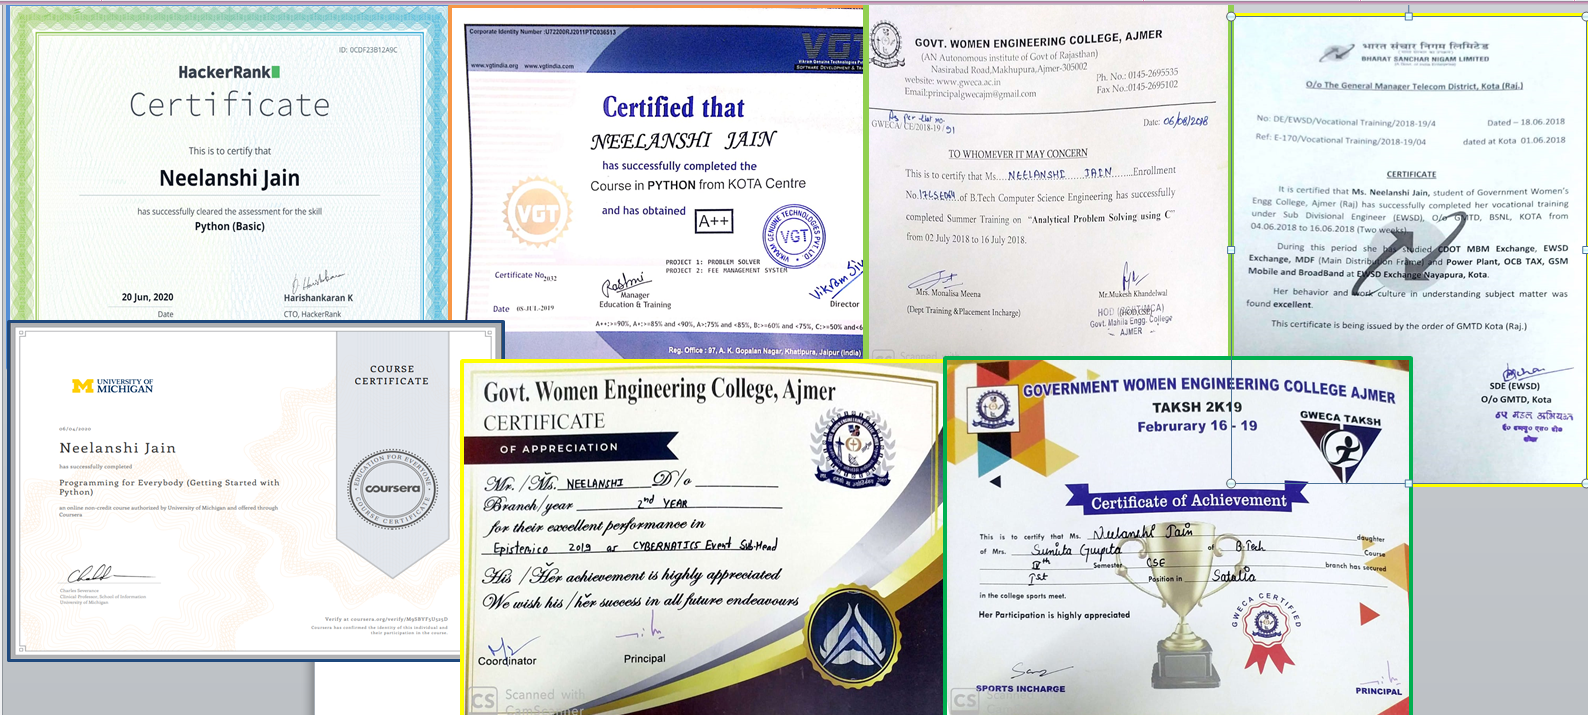 ID: 0CDF23B12A9C
HackerRank
Certificate
This is to certify that
Neelanshi Jain
has successfully cleared the assessment for the skill
Python (Basic)
20 Jun, 2020
Date
Harishankaran K
CTO, HackerRank
Corporate Identity Number :U72200RJ2011PTC036513
www.vgtindia.org www.vgtindia.com
VGT
Certified that
NEELANSHI JAIN
has successfully completed the
Course in PYTHON from KOTA Centre
and has obtained
A++
VGT
VIKRAM GENUINE TECHNOLOGIES PVT. LTD
VGT
PROJECT 1: PROBLEM SOLVER
PROJECT 2: FEE MANAGEMENT SYSTEM
Certificate No. 2032
Rashmi
Manager
Education & Training
Director
Date 08-JUL-2019
A++:>=90%, A+:>=85% and <90%, A:>=75% and <85%, B:>=60% and <75%, C:>=50% and<6
Reg. Office : 97, A. K. Gopalan Nagar, Khatipura, Jaipur (India)
GOVT. WOMEN ENGINEERING COLLEGE, AJMER
(AN Autonomous institute of Govt of Rajasthan)
Nasirabad Road,Makhupura,Ajmer-305002
website: www.gweca.ac.in
Ph. No.: 0145-2695535
Email:principalgwecajm@gmail.com
Fax No.:0145-2695102
As per that no.
GWECA/ CE/2018-19/91
Date: 06/08/2018
TO WHOMEVER IT MAY CONCERN
This is to certify that Ms. NEELANSHI JAIN Enrollment
No. of B.Tech Computer Science Engineering has successfully
completed Summer Training on "Analytical Problem Solving using C"
from 02 July 2018 to 16 July 2018.
Mrs. Monalisa Meena
(Dept Training &Placement Incharge)
Mr.Mukesh Khandelwal
Govt. Mahila Engg. College
AJMER
CS Scanned
भारत संचार निगम लिमिटेड
BHARAT SANCHAR NIGAM LIMITED
O/o The General Manager Telecom District, Kota (Raj.)
No: DE/EWSD/Vocational Training/2018-19/4
Dated – 18.06.2018
Ref: E-170/Vocational Training/2018-19/04
dated at Kota 01.06.2018
CERTIFICATE
It is certified that Ms. Neelanshi Jain, student of Government Women's
Engg College, Ajmer (Raj) has successfully completed her vocational training
under Sub Divisional Engineer (EWSD), O/o GMTD, BSNL, KOTA from
04.06.2018 to 16.06.2018 (Two weeks).
During this period she has studied CDOT MBM Exchange, EWSD
Exchange, MDF (Main Distribution Frame) and Power Plant, OCB TAX, GSM
Mobile and BroadBand at EWSD Exchange Nayapura, Kota.
Her behavior and work culture in understanding subject matter was
found excellent.
This certificate is being issued by the order of GMTD Kota (Raj.)
SDE (EWSD)
O/o GMTD, Kota
उप मंडल अभियन्ता
UNIVERSITY OF
MICHIGAN
COURSE
CERTIFICATE
06/04/2020
Neelanshi Jain
has successfully completed
Programming for Everybody (Getting Started with
Python)
an online non-credit course authorized by University of Michigan and offered through
Coursera
EDUCATION FOR EVERYONE
coursera
COURSE CERTIFICATE
Charles Severance
Clinical Professor, School of Information
University of Michigan
Coursera has confirmed the identity of this individual and
their participation in the course.
Govt. Women Engineering College, Ajmer
CERTIFICATE
OF APPRECIATION
Mr. /Ms. NEELANSHI D/o
Branch/year 2nd YEAR
for their excellent performance in
Epistemico 2019 as CYBERNATICS Event Sub-Head
His /Her achievement is highly appreciated
We wish his /her success in all future endeavours
Coordinator
Principal
CS Scanned with
CamScanner
GOVERNMENT WOMEN ENGINEERING COLLEGE AJMER
TAKSH 2K19
Februrary 16 - 19
GWECA TAKSH
Certificate of Achievement
This is to certify that Ms. Neelanshi Jain daughter
of Mrs. Sunita Gupta of B.Tech Course
IVth Semester CSE branch has secured
Ist Position in Satolia
in the college sports meet.
Her Participation is highly appreciated
GWECA CERTIFIED
SPORTS INCHARGE
PRINCIPAL
CS Scan